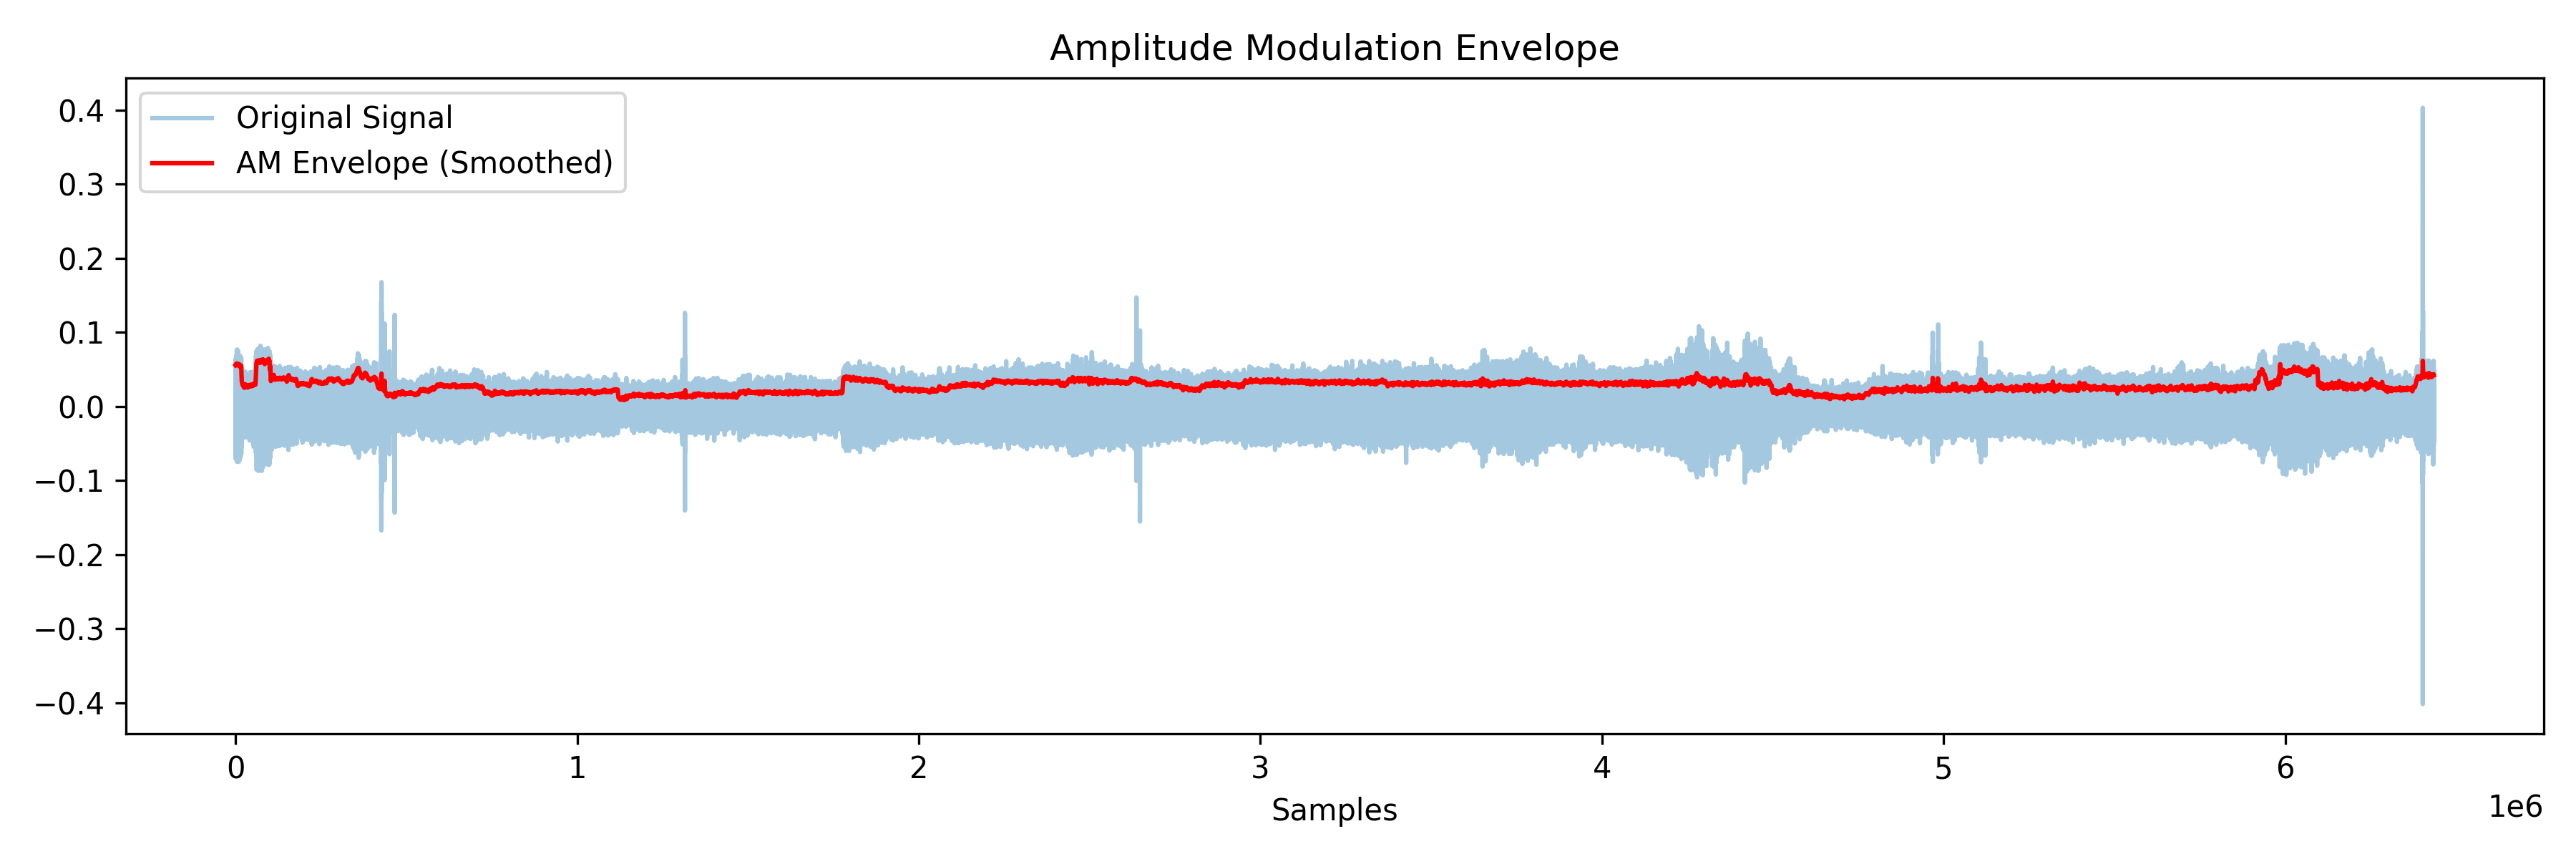 Amplitude Modulation Envelope
Original Signal
AM Envelope (Smoothed)
0.4
0.3
0.2
0.1
0.0
−0.1
−0.2
−0.3
−0.4
0 1 2 3 4 5 6
Samples
1e6